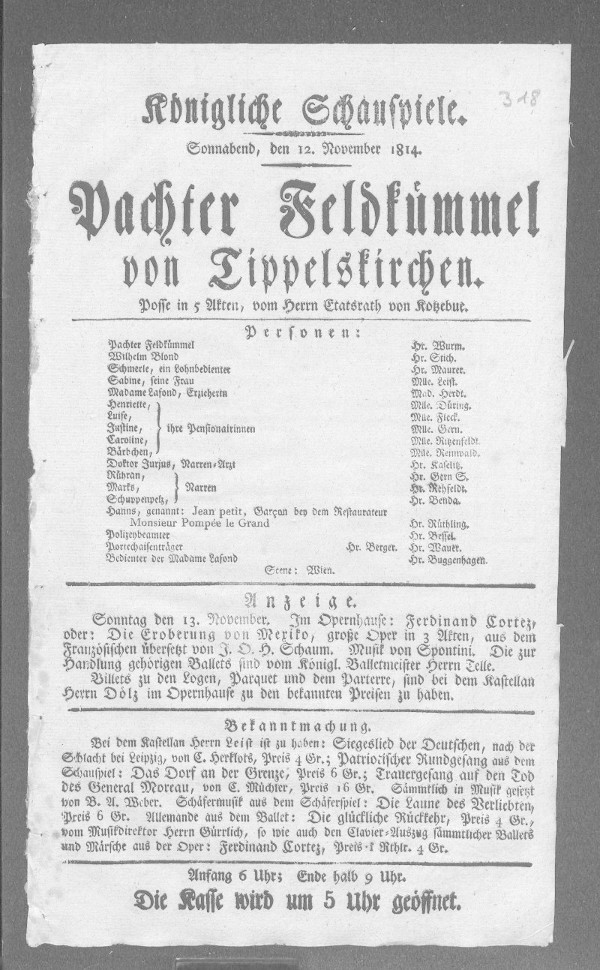 318
Königliche Schauspiele.
Sonnabend, den 12. November 1814.
Pachter Feldkümmel
von Tippelskirchen.
Posse in 5 Akten, vom Herrn Etatsrath von Kotzebue.
Personen:
Pachter Feldkümmel Hr. Wurm.
Wilhelm Blond Hr. Stich.
Schmerle, ein Lohnbedienter Hr. Maurer.
Sabine, seine Frau Mlle. Leist.
Madame Lafond, Erzieherin Mad. Herdt.
Henriette, Mlle. Düring.
Luise, Mlle. Fleck.
Justine, ihre Pensionairinnen Mlle. Gern.
Caroline, Mlle. Ritzenfeldt.
Bärbchen, Mlle. Reinwald.
Doktor Jurjus, Narren-Arzt Hr. Kaselitz.
Rühran, Hr. Gern S.
Marks, Narren Hr. Rehfeldt.
Schuppenpelz, Hr. Benda.
Hanns, genannt: Jean petit, Garçon bey dem Restaurateur
Monsieur Pompée le Grand Hr. Rüthling.
Polizeybeamter Hr. Bessel.
Portechaisenträger Hr. Berger. Hr. Wauer.
Bedienter der Madame Lafond Hr. Buggenhagen.
Scene: Wien.
Anzeige.
Sonntag den 13. November. Im Opernhause: Ferdinand Cortez,
oder: Die Eroberung von Mexiko, große Oper in 3 Akten, aus dem
Französischen übersetzt von J. O. H. Schaum. Musik von Spontini. Die zur
Handlung gehörigen Ballets sind vom Königl. Balletmeister Herrn Telle.
Billets zu den Logen, Parquet und dem Parterre, sind bei dem Kastellan
Herrn Dölz im Opernhause zu den bekannten Preisen zu haben.
Bekanntmachung.
Bei dem Kastellan Herrn Leist ist zu haben: Siegeslied der Deutschen, nach der
Schlacht bei Leipzig, von C. Herklots, Preis 4 Gr.; Patriotischer Rundgesang aus dem
Schauspiel: Das Dorf an der Grenze, Preis 6 Gr.; Trauergesang auf den Tod
des General Moreau, von C. Müchler, Preis 16 Gr. Sämmtlich in Musik gesetzt
von B. A. Weber. Schäfermusik aus dem Schäferspiel: Die Laune des Verliebten,
Preis 6 Gr. Allemande aus dem Ballet: Die glückliche Rückkehr, Preis 4 Gr.,
vom Musikdirektor Herrn Gürrlich, so wie auch den Clavier-Auszug sämmtlicher Ballets
und Märsche aus der Oper: Ferdinand Cortez, Preis 1 Rthlr. 4 Gr.
Anfang 6 Uhr; Ende halb 9 Uhr.
Die Kasse wird um 5 Uhr geöffnet.